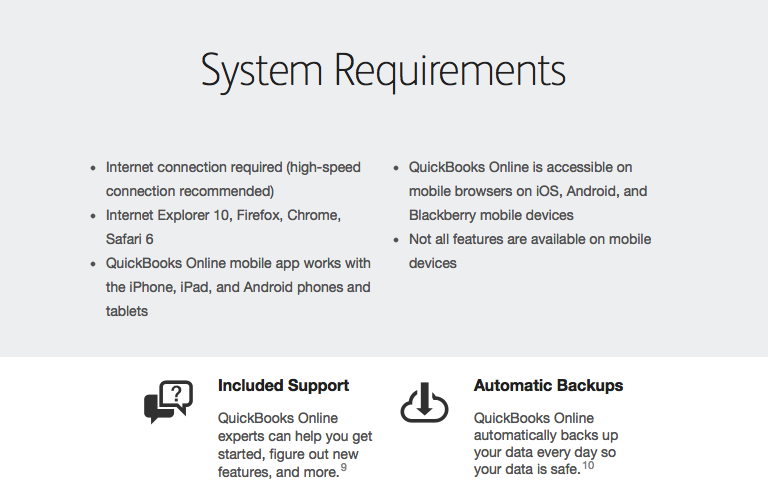 System Requirements
• Internet connection required (high-speed
connection recommended)
• Internet Explorer 10, Firefox, Chrome,
Safari 6
• QuickBooks Online mobile app works with
the iPhone, iPad, and Android phones and
tablets
• QuickBooks Online is accessible on
mobile browsers on iOS, Android, and
Blackberry mobile devices
• Not all features are available on mobile
devices
?
Included Support
QuickBooks Online
experts can help you get
started, figure out new
features, and more.9
Automatic Backups
QuickBooks Online
automatically backs up
your data every day so
your data is safe.10